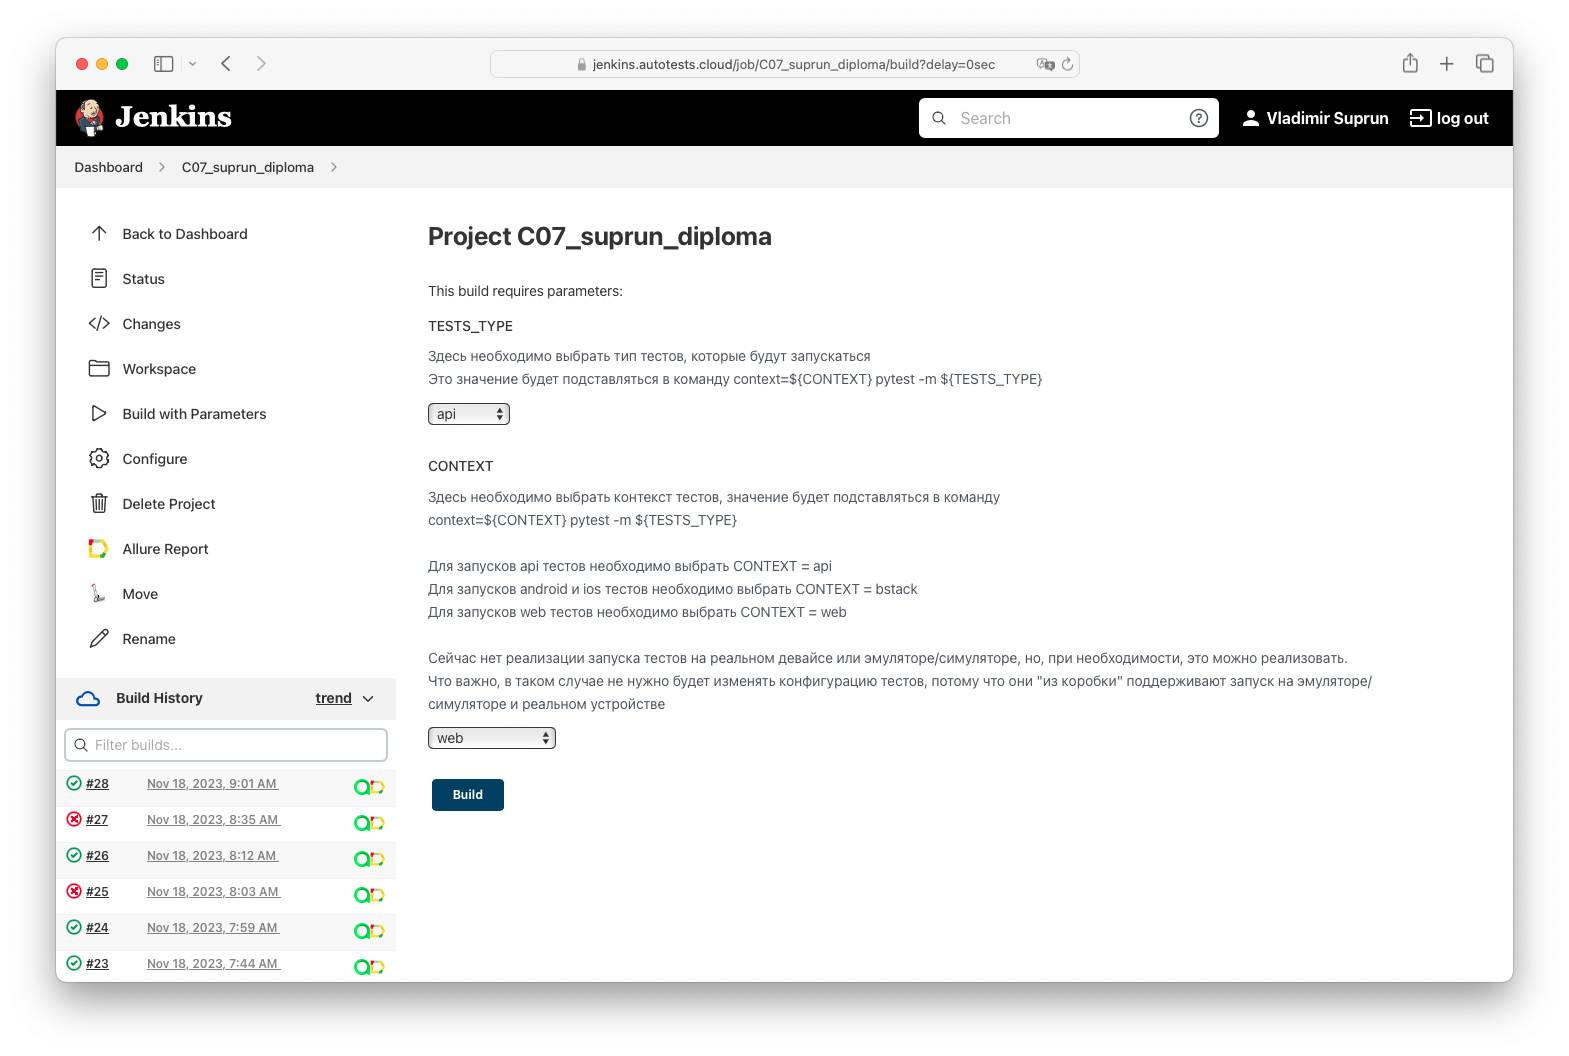 jenkins.autotests.cloud/job/C07_suprun_diploma/build?delay=0sec
Jenkins
Search
Vladimir Suprun
log out
Dashboard
C07_suprun_diploma
Back to Dashboard
Status
Changes
Workspace
Build with Parameters
Configure
Delete Project
Allure Report
Move
Rename
Build History
trend
Filter builds...
#28 Nov 18, 2023, 9:01 AM
#27 Nov 18, 2023, 8:35 AM
#26 Nov 18, 2023, 8:12 AM
#25 Nov 18, 2023, 8:03 AM
#24 Nov 18, 2023, 7:59 AM
#23 Nov 18, 2023, 7:44 AM
Project C07_suprun_diploma
This build requires parameters:
TESTS_TYPE
Здесь необходимо выбрать тип тестов, которые будут запускаться
Это значение будет подставляться в команду context=${CONTEXT} pytest -m ${TESTS_TYPE}
api
CONTEXT
Здесь необходимо выбрать контекст тестов, значение будет подставляться в команду
context=${CONTEXT} pytest -m ${TESTS_TYPE}
Для запусков api тестов необходимо выбрать CONTEXT = api
Для запусков android и ios тестов необходимо выбрать CONTEXT = bstack
Для запусков web тестов необходимо выбрать CONTEXT = web
Сейчас нет реализации запуска тестов на реальном девайсе или эмуляторе/симуляторе, но, при необходимости, это можно реализовать.
Что важно, в таком случае не нужно будет изменять конфигурацию тестов, потому что они "из коробки" поддерживают запуск на эмуляторе/
симуляторе и реальном устройстве
web
Build